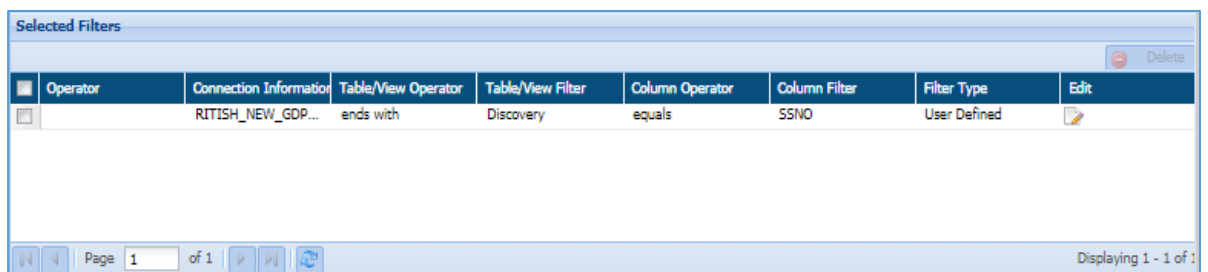 Selected Filters
Delete
Operator Connection Information Table/View Operator Table/View Filter Column Operator Column Filter Filter Type Edit
RITISH_NEW_GDP... ends with Discovery equals SSNO User Defined
Page 1 of 1 Displaying 1 - 1 of 1